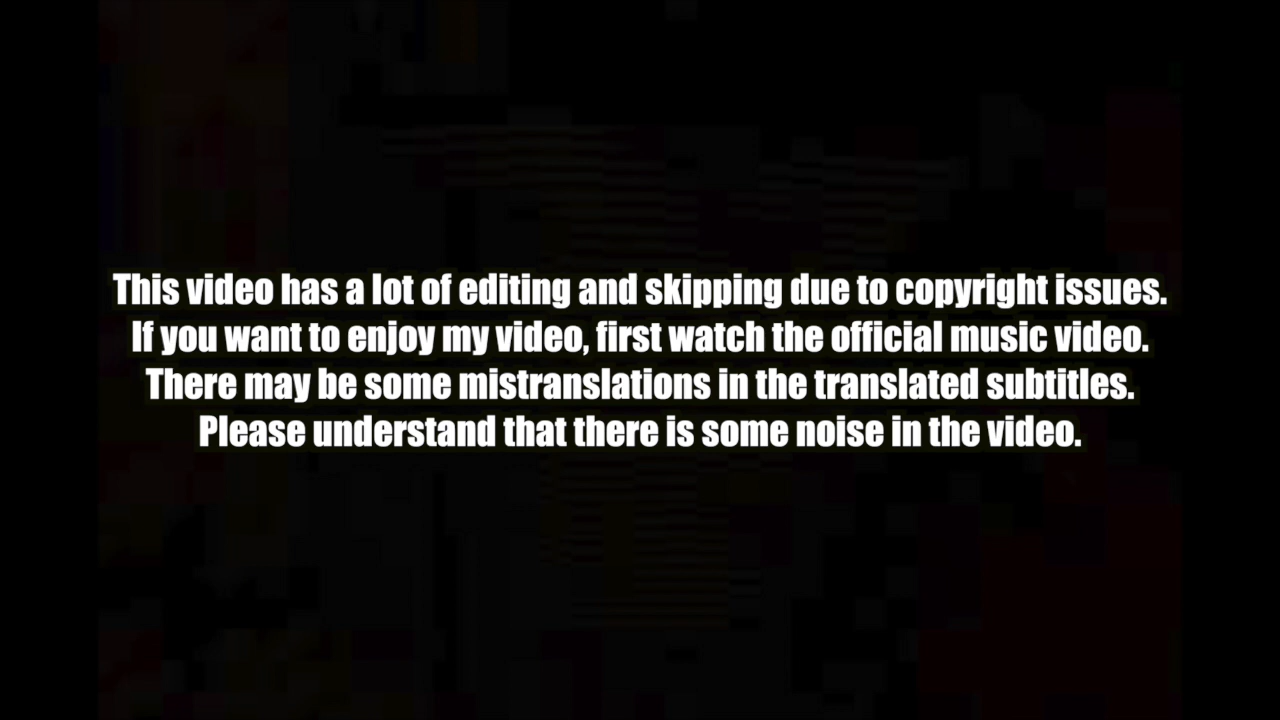 This video has a lot of editing and skipping due to copyright issues.
If you want to enjoy my video, first watch the official music video.
There may be some mistranslations in the translated subtitles.
Please understand that there is some noise in the video.